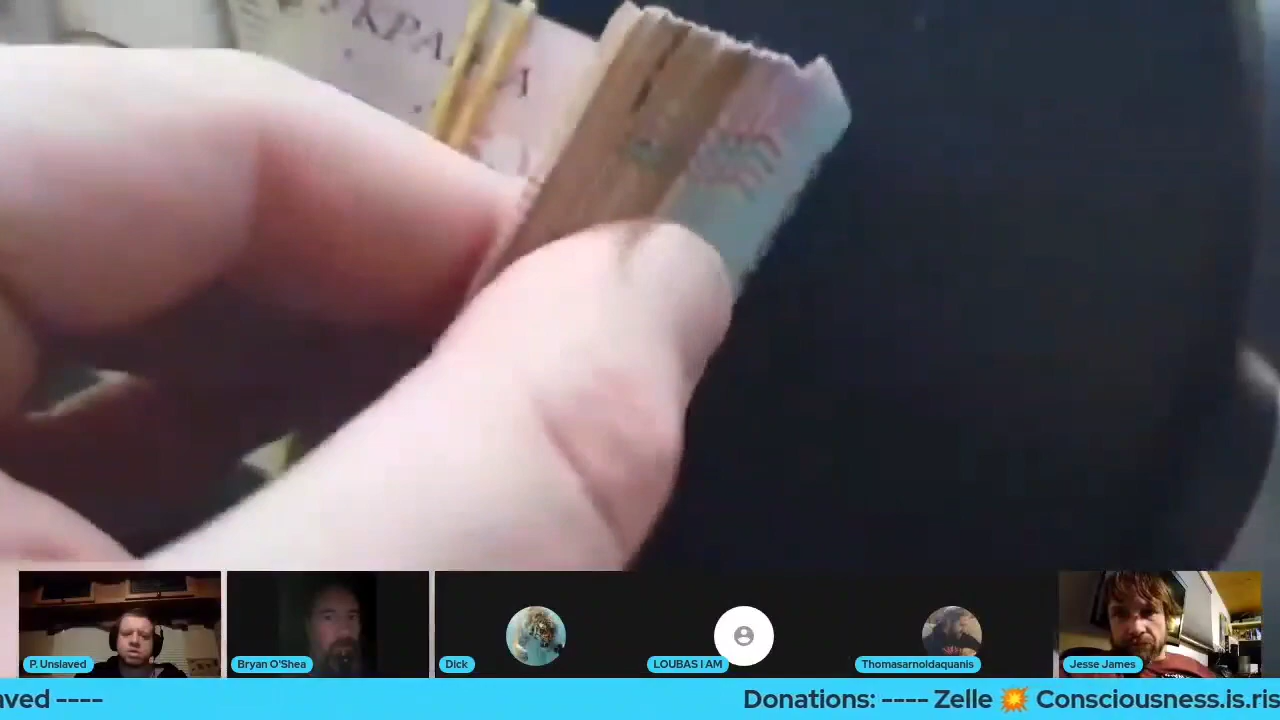 УКРА
P. Unslaved
Bryan O'Shea
Dick
LOUBAS I AM
Thomasarnoldaquanis
Jesse James
aved ---- Donations: ---- Zelle 💥 Consciousness.is.ris